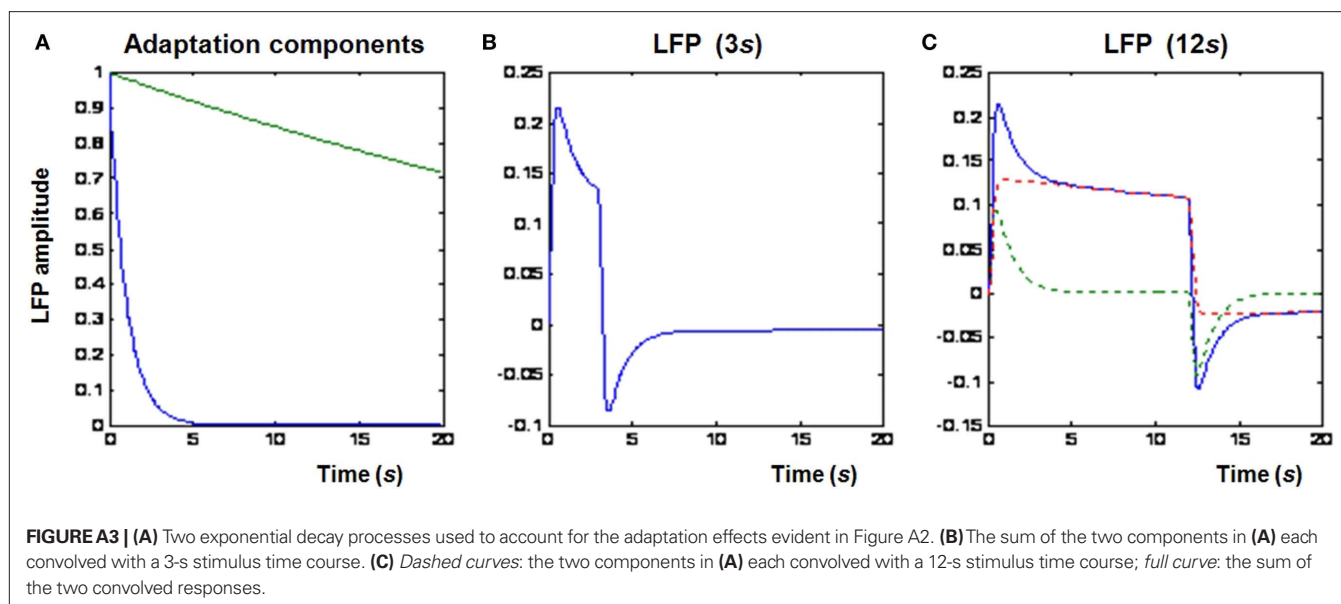 A Adaptation components
B LFP (3s)
C LFP (12s)
LFP amplitude
1
0.9
0.8
0.7
0.6
0.5
0.4
0.3
0.2
0.1
0
0 5 10 15 20
Time (s)
0.25
0.2
0.15
0.1
0.05
0
-0.05
-0.1
0 5 10 15 20
Time (s)
0.25
0.2
0.15
0.1
0.05
0
-0.05
-0.1
-0.15
0 5 10 15 20
Time (s)
FIGURE A3 | (A) Two exponential decay processes used to account for the adaptation effects evident in Figure A2. (B) The sum of the two components in (A) each
convolved with a 3-s stimulus time course. (C) Dashed curves: the two components in (A) each convolved with a 12-s stimulus time course; full curve: the sum of
the two convolved responses.